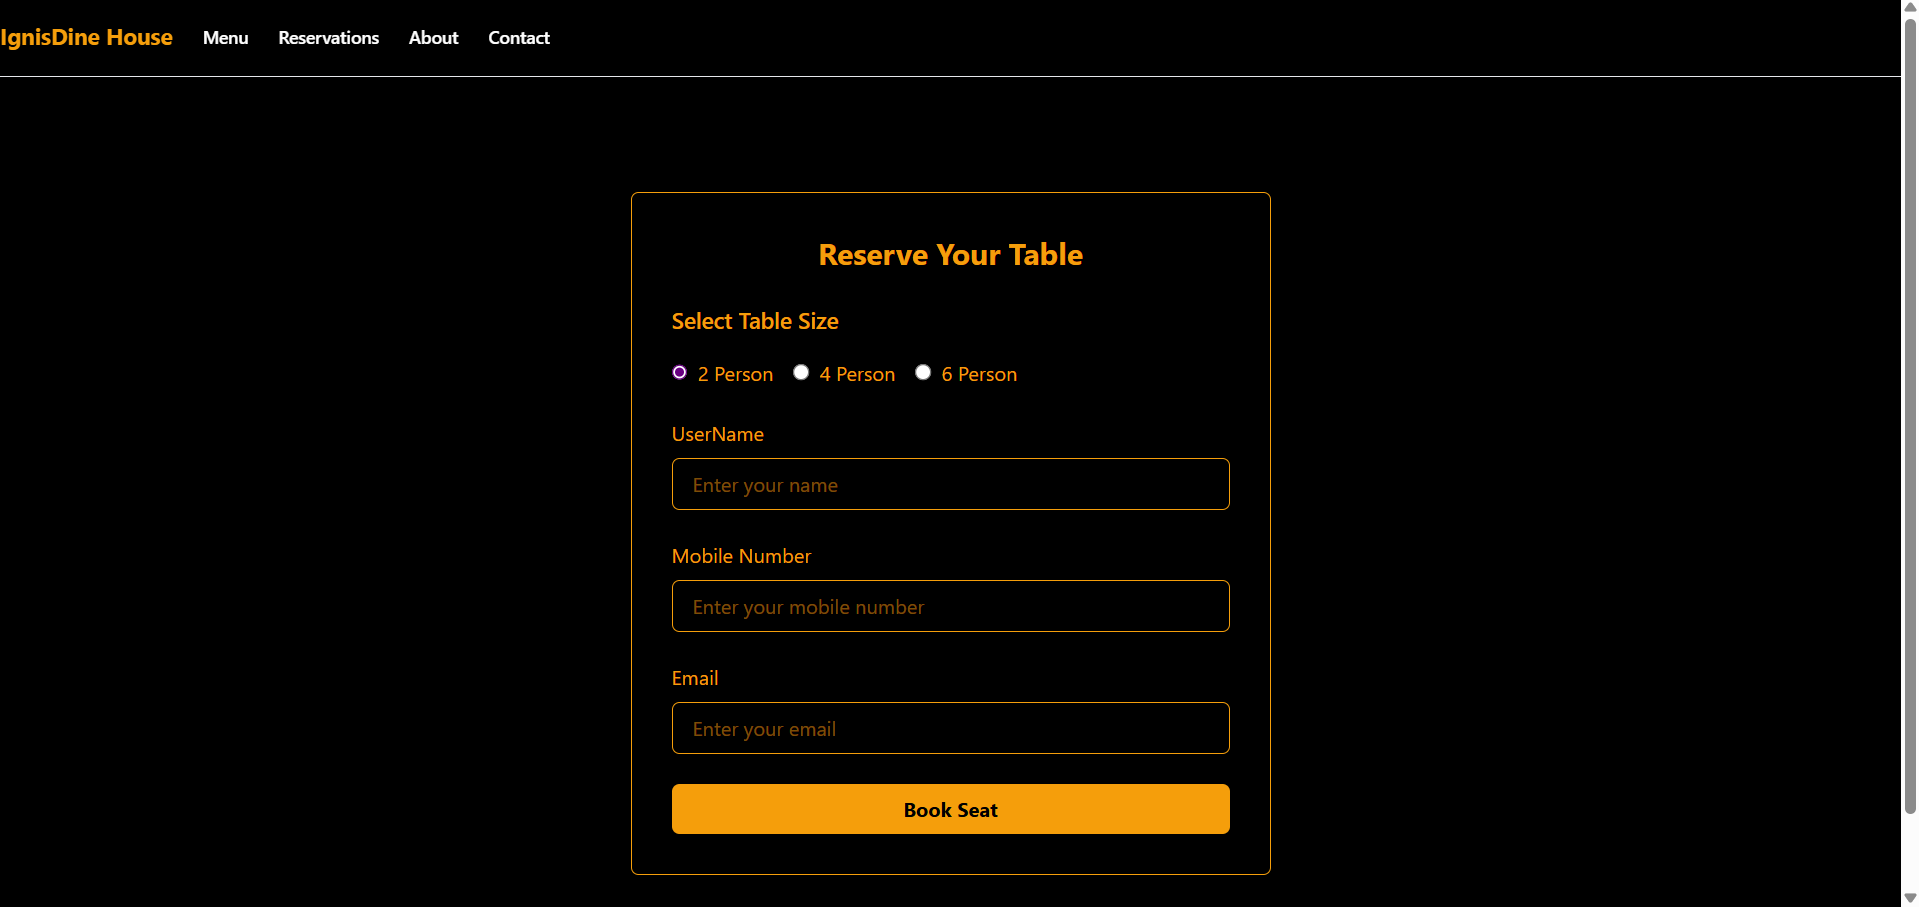 IgnisDine House Menu Reservations About Contact
Reserve Your Table
Select Table Size
2 Person 4 Person 6 Person
UserName
Enter your name
Mobile Number
Enter your mobile number
Email
Enter your email
Book Seat